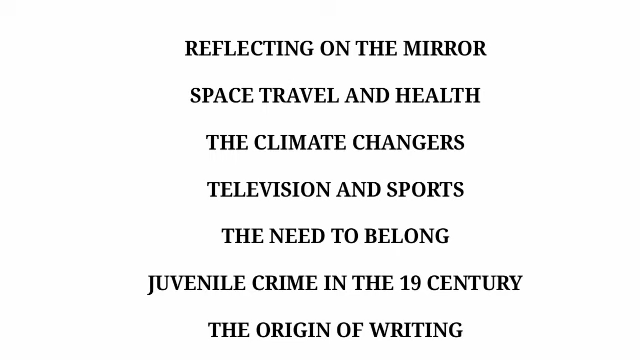 REFLECTING ON THE MIRROR
SPACE TRAVEL AND HEALTH
THE CLIMATE CHANGERS
TELEVISION AND SPORTS
THE NEED TO BELONG
JUVENILE CRIME IN THE 19 CENTURY
THE ORIGIN OF WRITING